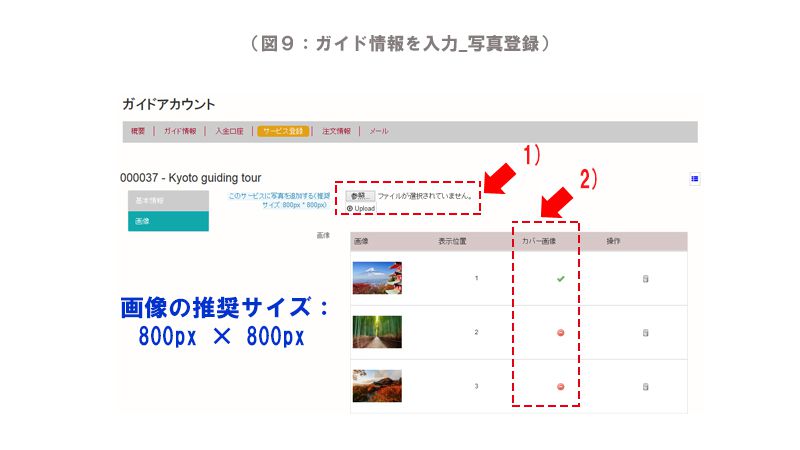 （図９：ガイド情報を入力_写真登録）
ガイドアカウント
概要 | ガイド情報 | 入金口座 | サービス登録 | 注文情報 | メール
1)
000037 - Kyoto guiding tour
2)
基本情報
画像
このサービスに写真を追加する(推奨
サイズ:800px * 800px)
参照... ファイルが選択されていません。
Upload
画像
画像 表示位置 カバー画像 操作
1
2
3
画像の推奨サイズ：
800px × 800px